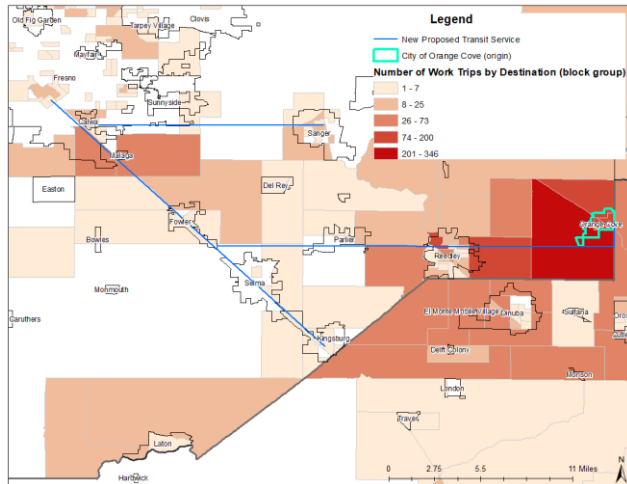 Old Fig Garden
Tarpey Village
Clovis
Mayfair
Fresno
Sunnyside
Calwa
Sanger
Malaga
Easton
Del Rey
Fowler
Bowles
Parlier
Reedley
Orange Cove
Monmouth
Selma
Caruthers
El Monte Mobile Village
Dinuba
Sultana
Kingsburg
Delft Colony
Monson
London
Traver
Laton
Hardwick
Legend
New Proposed Transit Service
City of Orange Cove (origin)
Number of Work Trips by Destination (block group)
1 - 7
8 - 25
26 - 73
74 - 200
201 - 346
N
0 2.75 5.5 11 Miles